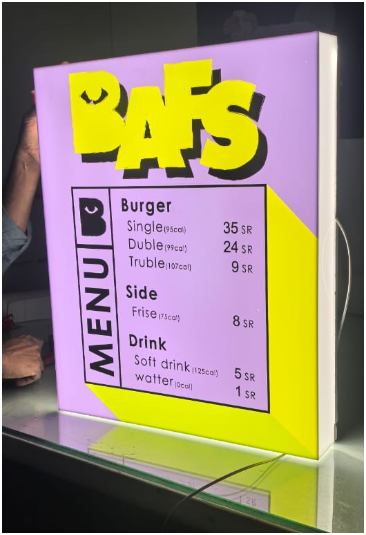 BAFS
MENU B
Burger
Single(95cal) 35 SR
Duble(99cal) 24 SR
Truble(107cal) 9 SR
Side
Frise(75cal) 8 SR
Drink
Soft drink(125cal) 5 SR
watter(0cal) 1 SR